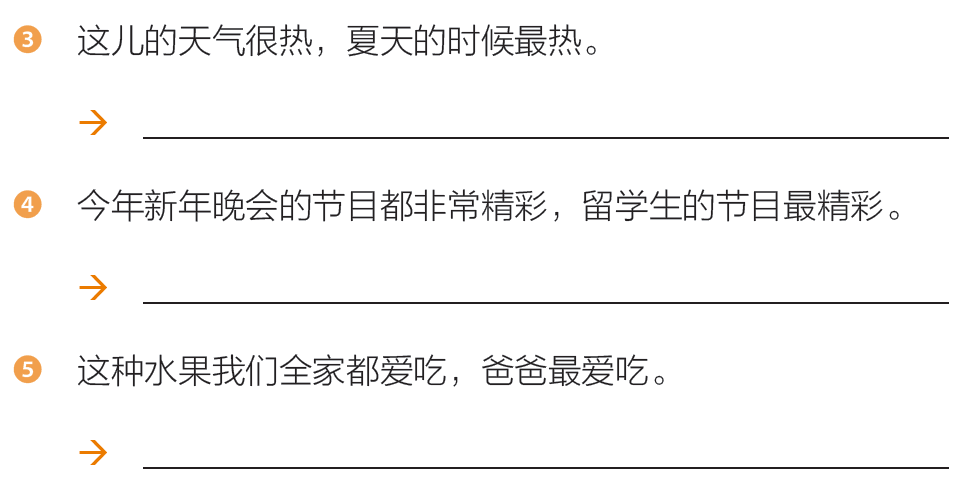 3 这儿的天气很热，夏天的时候最热。
→
4 今年新年晚会的节目都非常精彩，留学生的节目最精彩。
→
5 这种水果我们全家都爱吃，爸爸最爱吃。
→